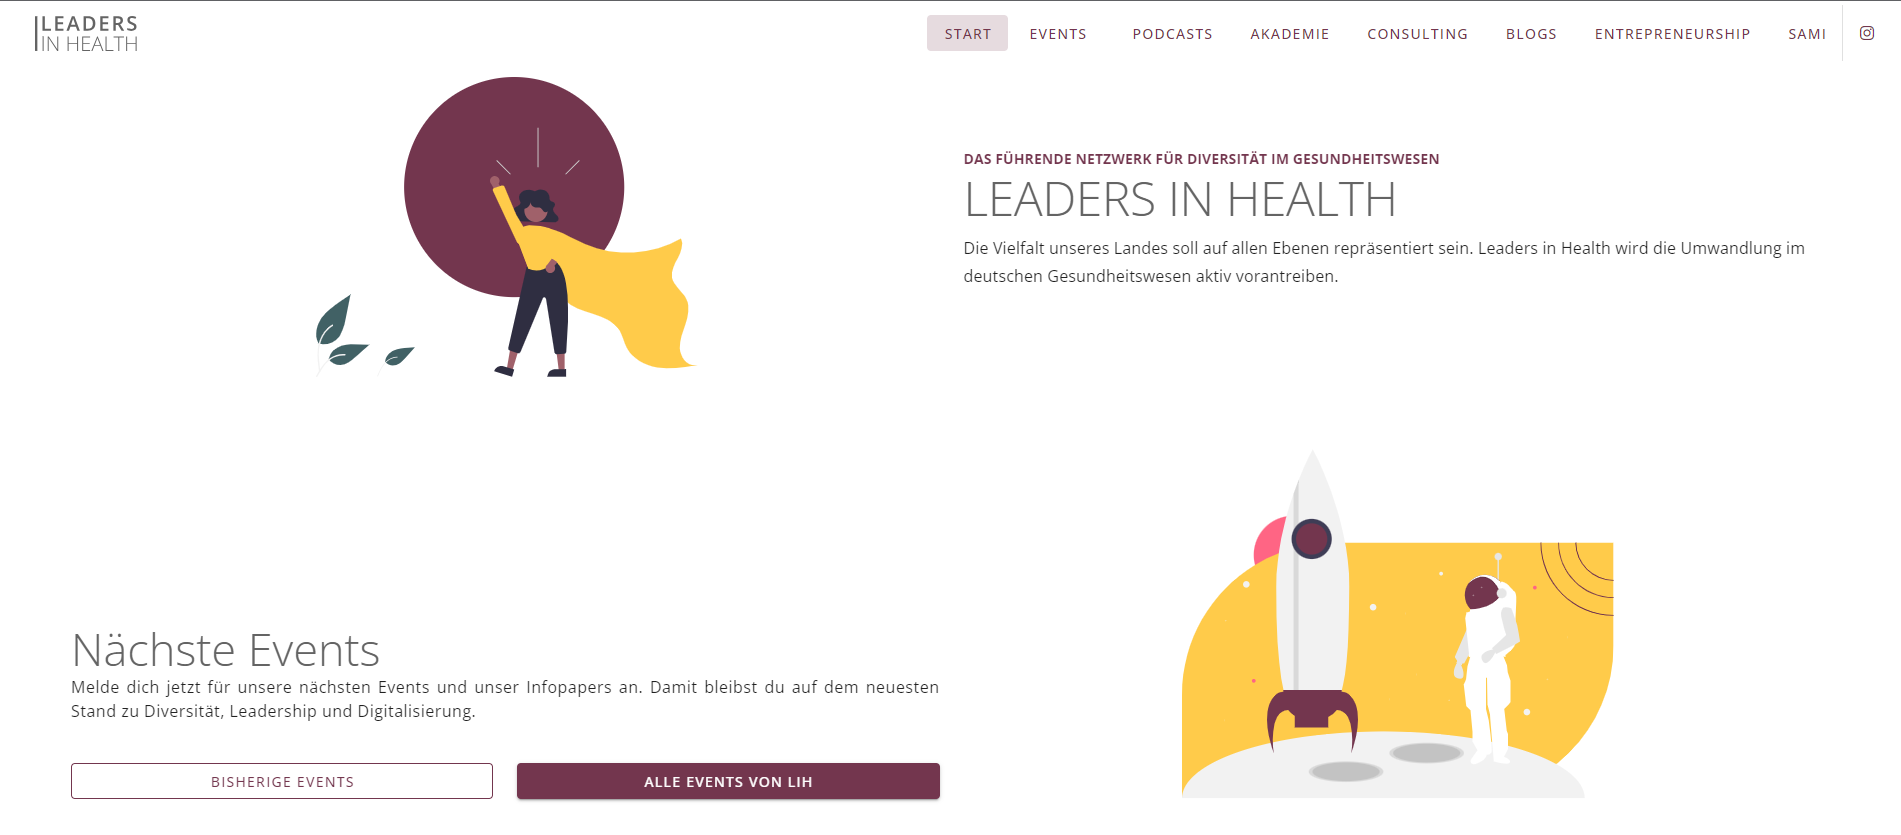 LEADERS
IN HEALTH
START EVENTS PODCASTS AKADEMIE CONSULTING BLOGS ENTREPRENEURSHIP SAMI
DAS FÜHRENDE NETZWERK FÜR DIVERSITÄT IM GESUNDHEITSWESEN
LEADERS IN HEALTH
Die Vielfalt unseres Landes soll auf allen Ebenen repräsentiert sein. Leaders in Health wird die Umwandlung im
deutschen Gesundheitswesen aktiv vorantreiben.
Nächste Events
Melde dich jetzt für unsere nächsten Events und unser Infopapers an. Damit bleibst du auf dem neuesten
Stand zu Diversität, Leadership und Digitalisierung.
BISHERIGE EVENTS
ALLE EVENTS VON LIH